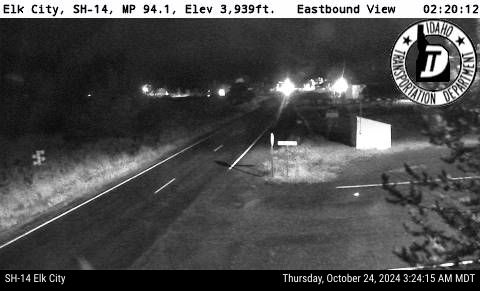 Elk City, SH-14, MP 94.1, Elev 3,939ft. Eastbound View 02:20:12
IDAHO
TRANSPORTATION DEPARTMENT
SH-14 Elk City Thursday, October 24, 2024 3:24:15 AM MDT